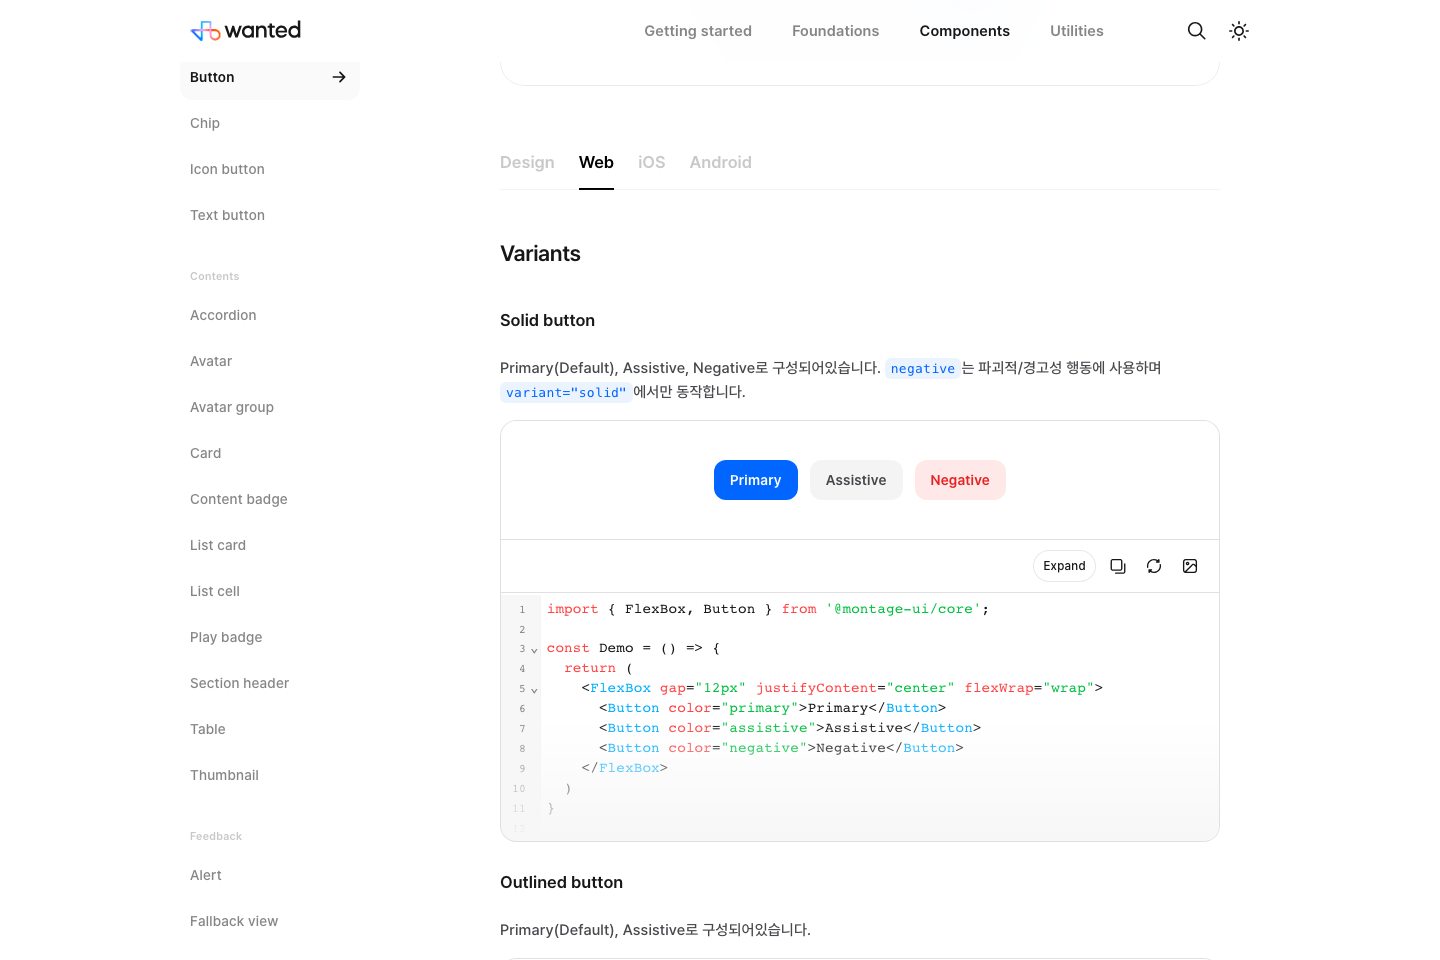 wanted
Getting started
Foundations
Components
Utilities
Button
Chip
Icon button
Text button
Contents
Accordion
Avatar
Avatar group
Card
Content badge
List card
List cell
Play badge
Section header
Table
Thumbnail
Feedback
Alert
Fallback view
Design
Web
iOS
Android
Variants
Solid button
Primary(Default), Assistive, Negative로 구성되어있습니다. negative 는 파괴적/경고성 행동에 사용하며
variant="solid" 에서만 동작합니다.
Primary
Assistive
Negative
Expand
1 import { FlexBox, Button } from '@montage-ui/core';
2
3 const Demo = () => {
4 return (
5 <FlexBox gap="12px" justifyContent="center" flexWrap="wrap">
6 <Button color="primary">Primary</Button>
7 <Button color="assistive">Assistive</Button>
8 <Button color="negative">Negative</Button>
9 </FlexBox>
10 )
11 }
12
Outlined button
Primary(Default), Assistive로 구성되어있습니다.